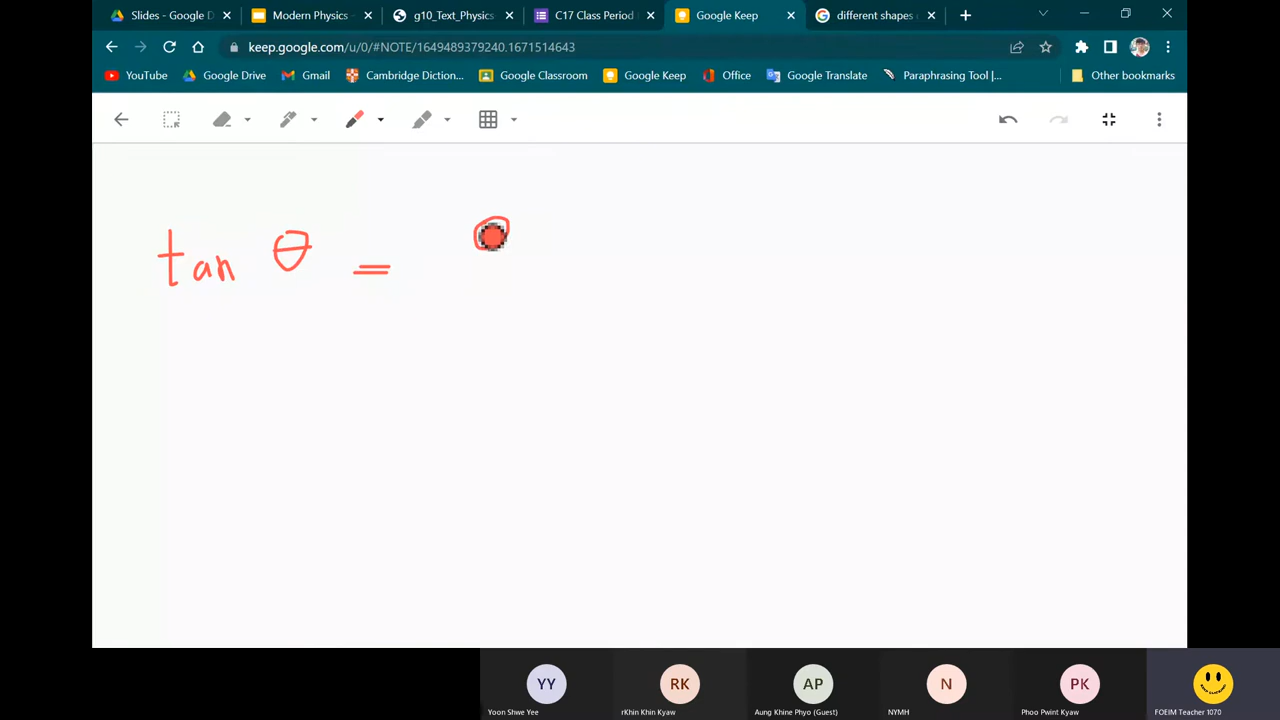 Slides - Google D
Modern Physics -
g10_Text_Physics
C17 Class Period
Google Keep
different shapes
keep.google.com/u/0/#NOTE/1649489379240.1671514643
YouTube
Google Drive
Gmail
Cambridge Diction...
Google Classroom
Google Keep
Office
Google Translate
Paraphrasing Tool |...
Other bookmarks
tan θ =
YY
RK
AP
N
PK
Yoon Shwe Yee
rKhin Khin Kyaw
Aung Khine Phyo (Guest)
NYMH
Phoo Pwint Kyaw
FOEIM Teacher 1070